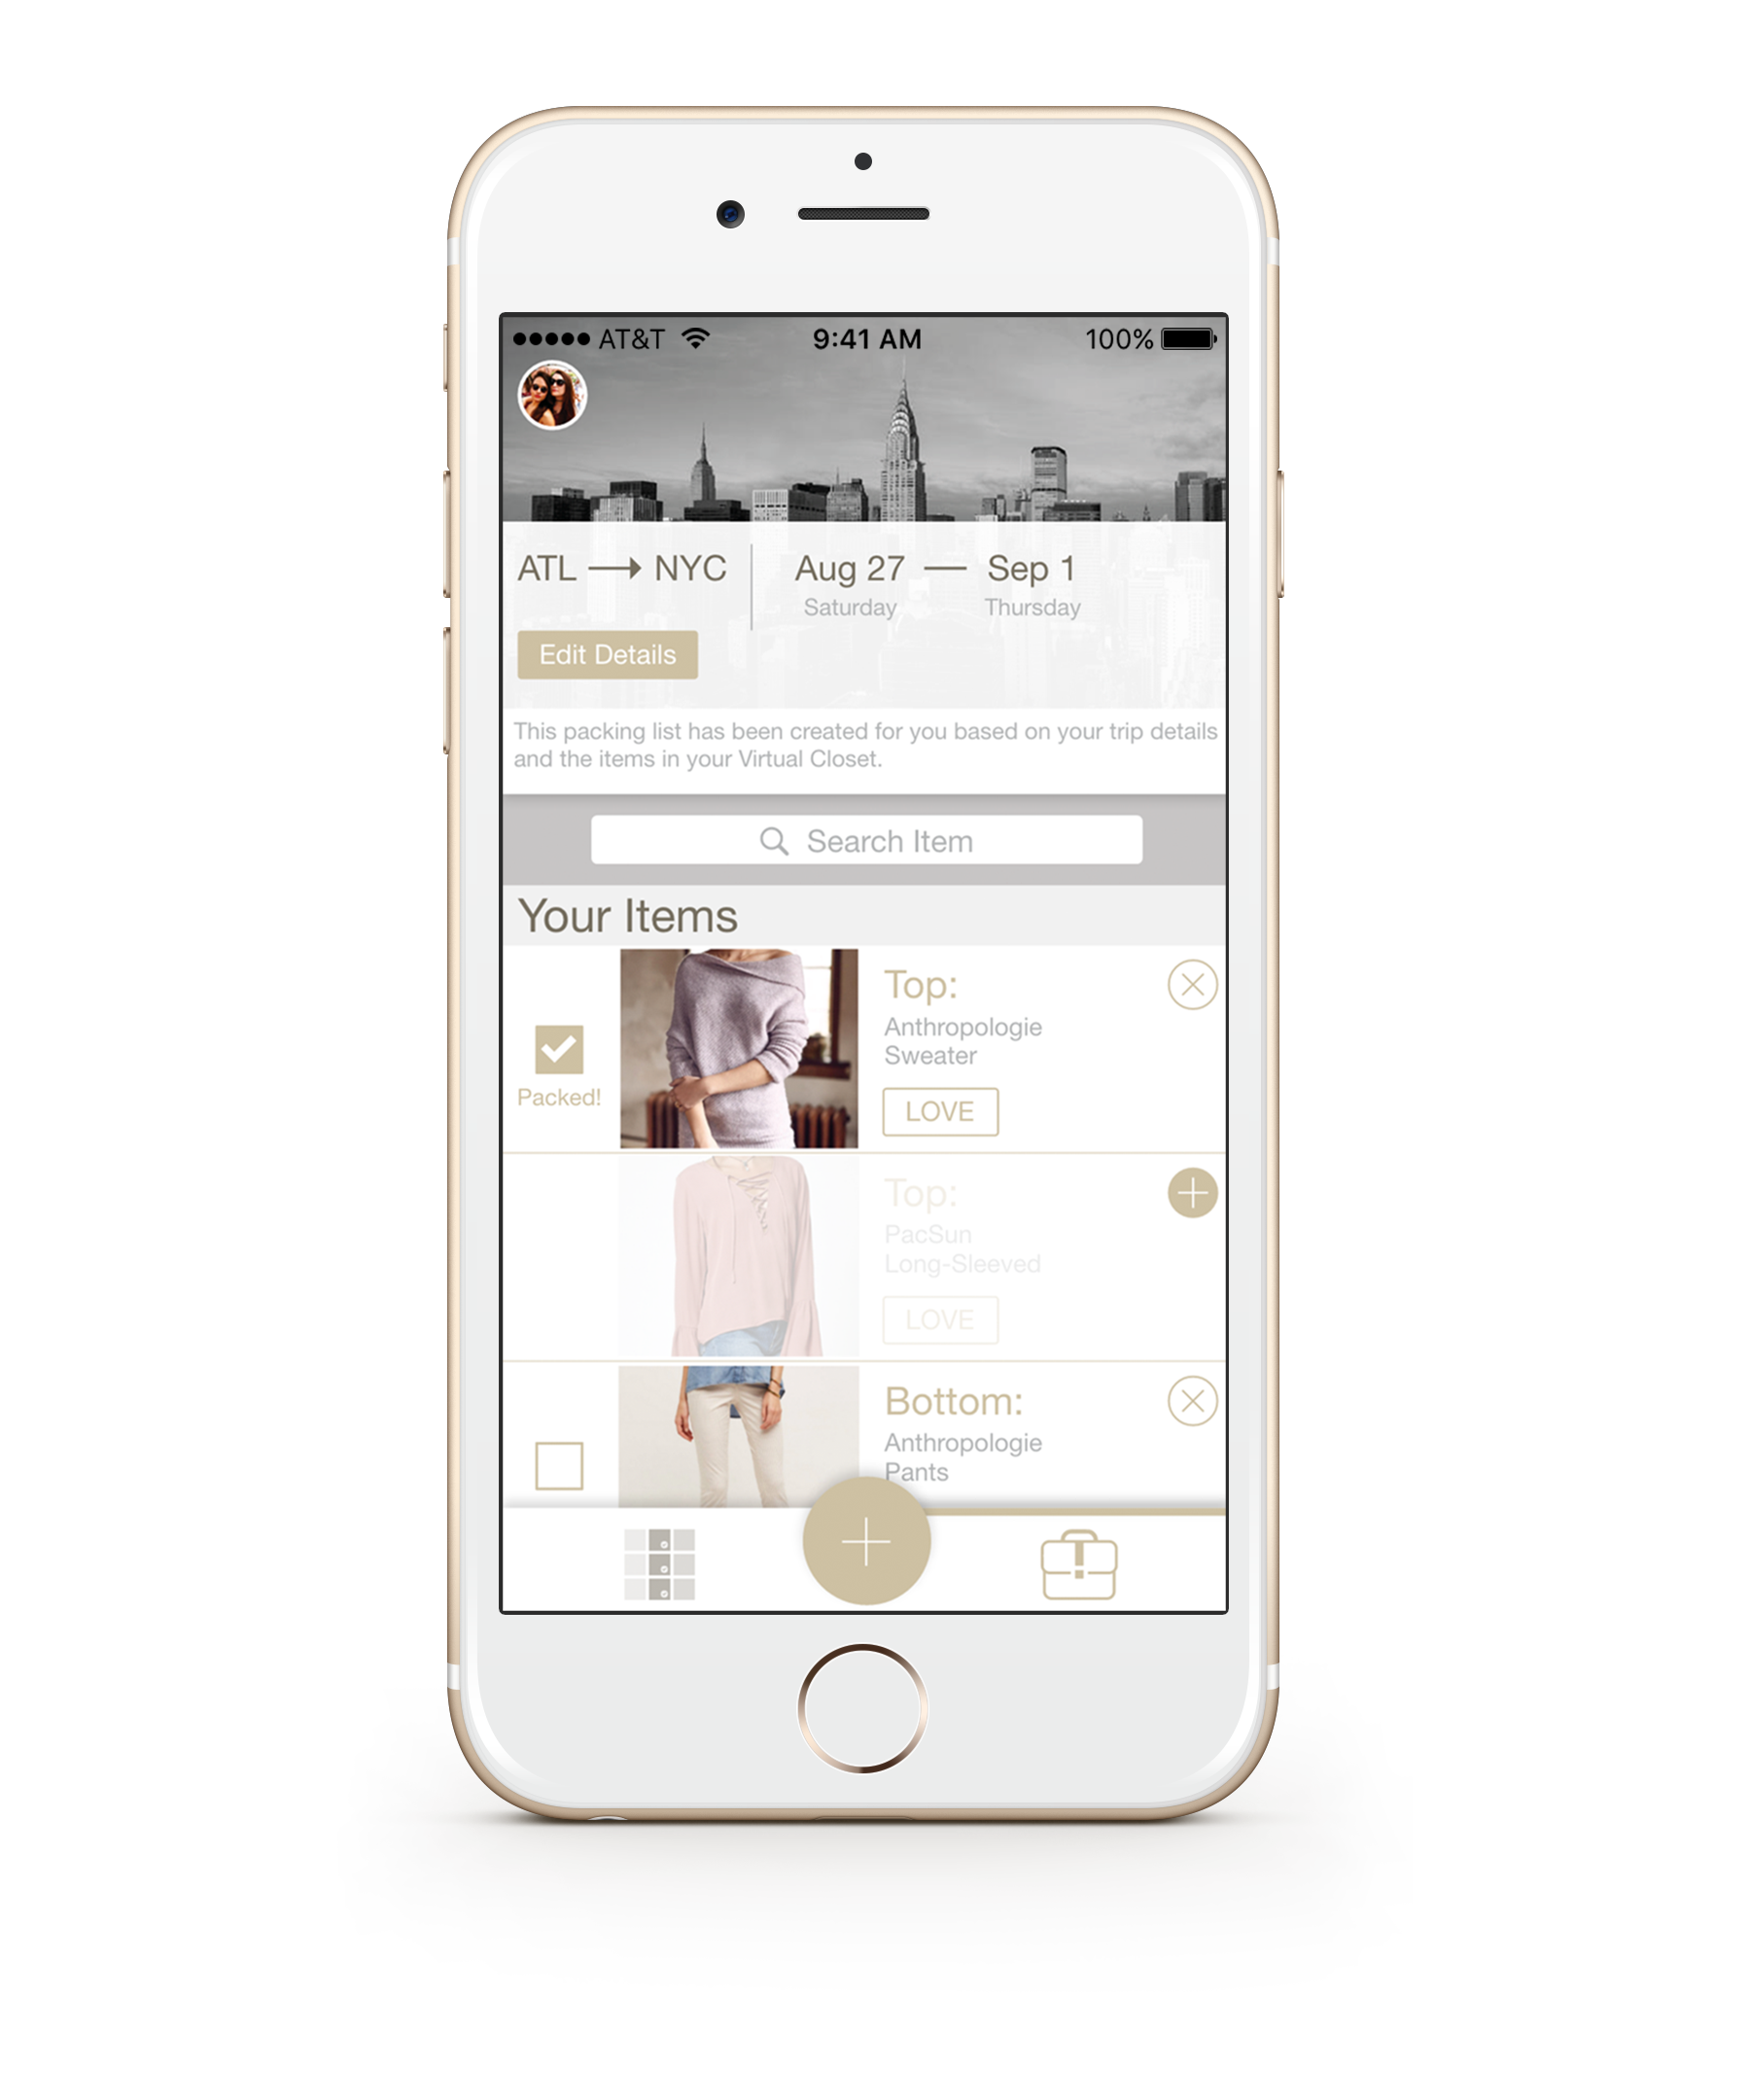 AT&T 9:41 AM 100%
ATL NYC Aug 27 — Sep 1
Saturday Thursday
Edit Details
This packing list has been created for you based on your trip details
and the items in your Virtual Closet.
Search Item
Your Items
Top:
Anthropologie
Sweater
Packed!
LOVE
Top:
PacSun
Long-Sleeved
LOVE
Bottom:
Anthropologie
Pants